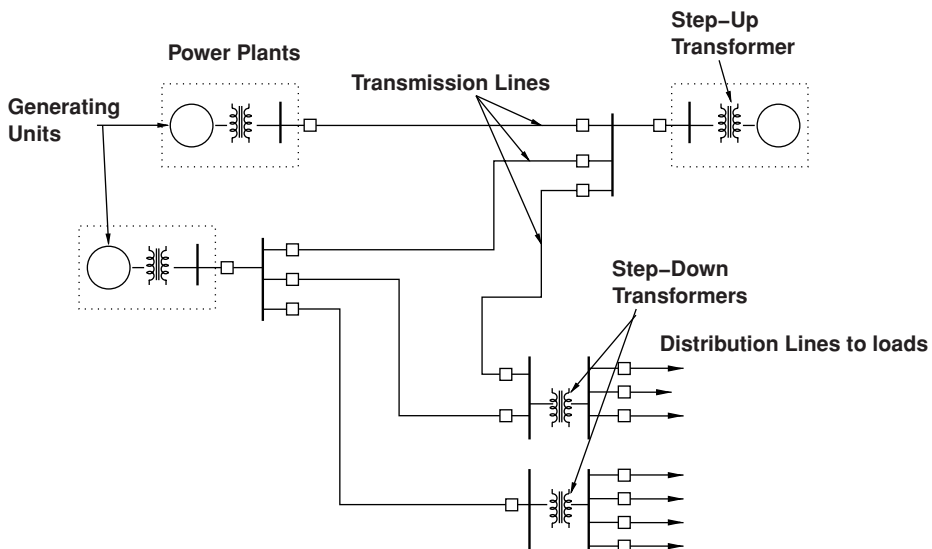 Step–Up
Transformer
Power Plants
Transmission Lines
Generating
Units
Step–Down
Transformers
Distribution Lines to loads